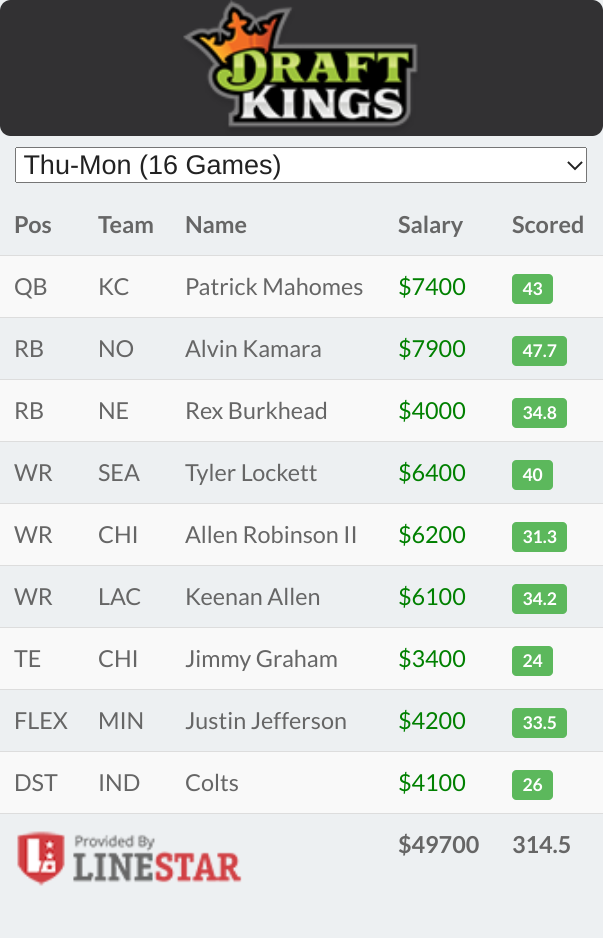 DRAFT
KINGS
Thu-Mon (16 Games)
Pos Team Name Salary Scored
QB KC Patrick Mahomes $7400 43
RB NO Alvin Kamara $7900 47.7
RB NE Rex Burkhead $4000 34.8
WR SEA Tyler Lockett $6400 40
WR CHI Allen Robinson II $6200 31.3
WR LAC Keenan Allen $6100 34.2
TE CHI Jimmy Graham $3400 24
FLEX MIN Justin Jefferson $4200 33.5
DST IND Colts $4100 26
Provided By
LINESTAR $49700 314.5